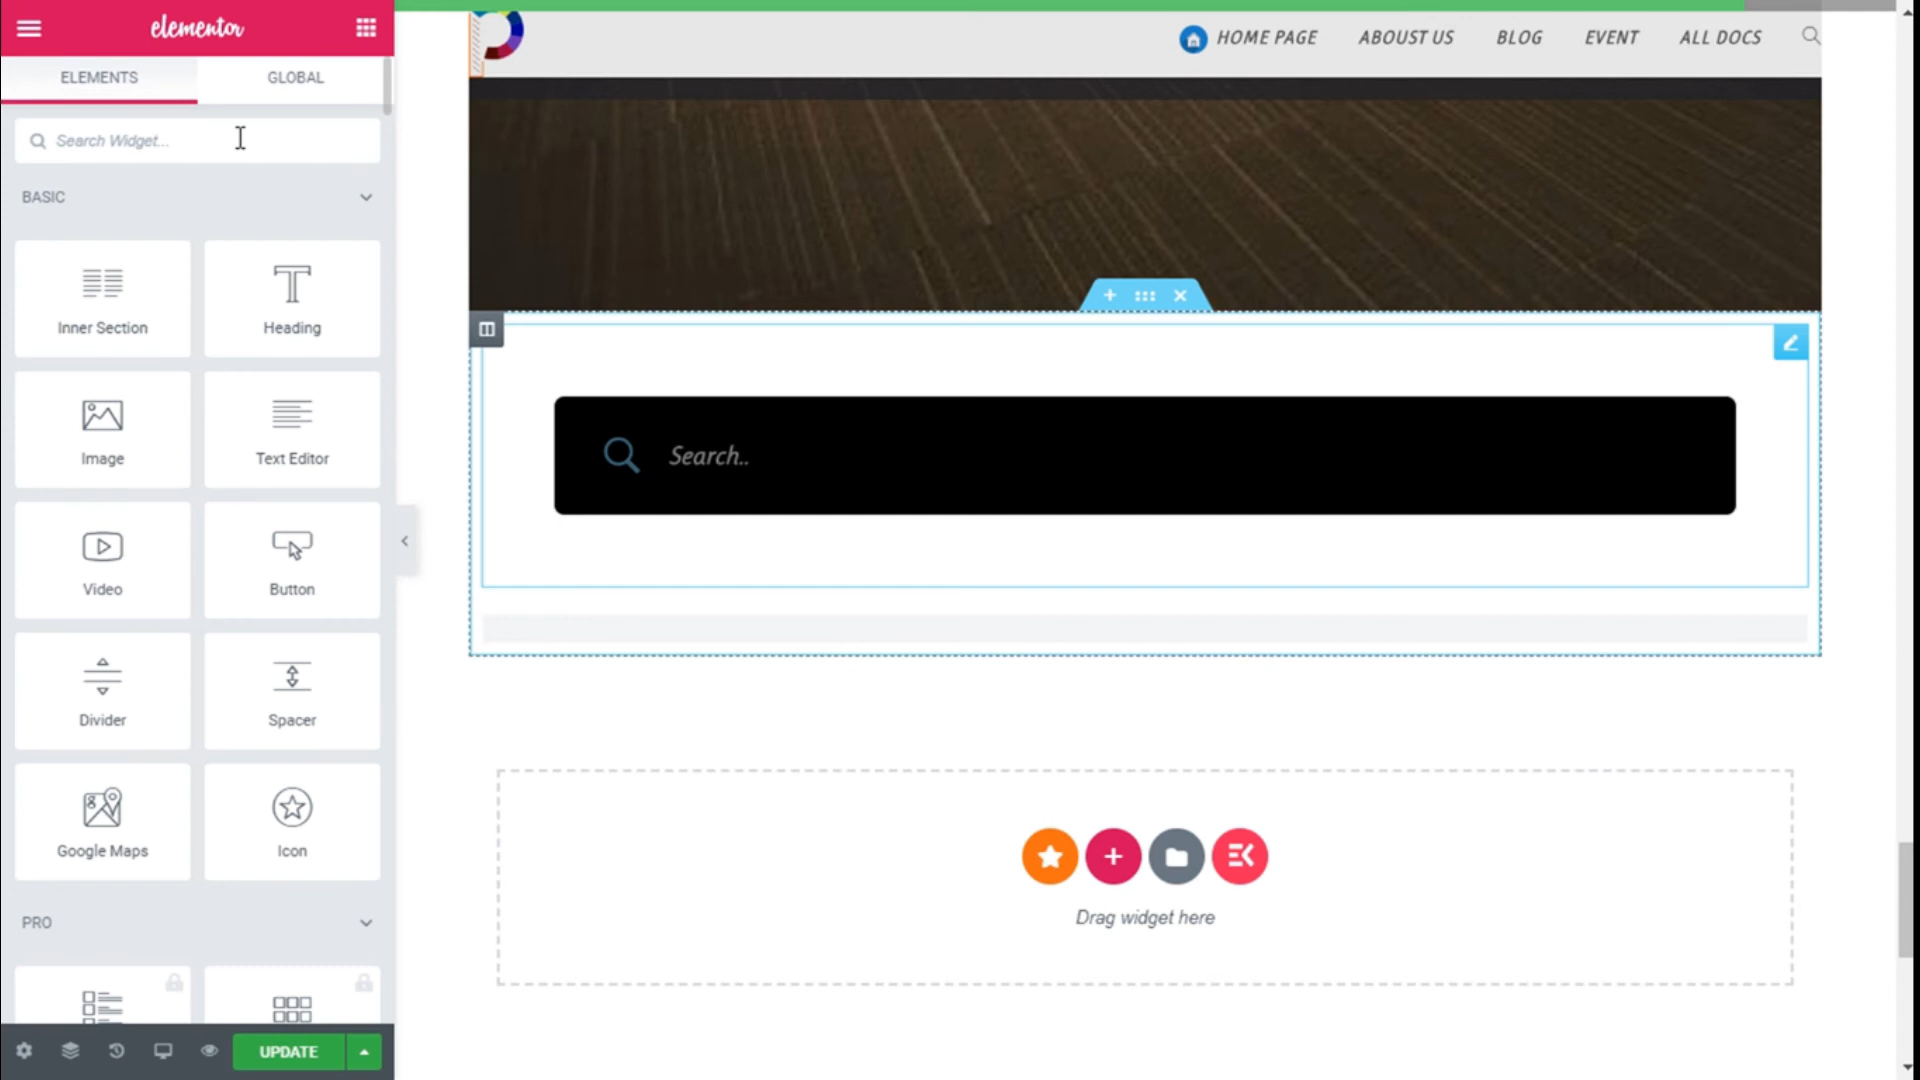 elementor
ELEMENTS
GLOBAL
Search Widget...
BASIC
Inner Section
Heading
Image
Text Editor
Video
Button
Divider
Spacer
Google Maps
Icon
PRO
UPDATE
HOME PAGE
ABOUST US
BLOG
EVENT
ALL DOCS
Search..
Drag widget here